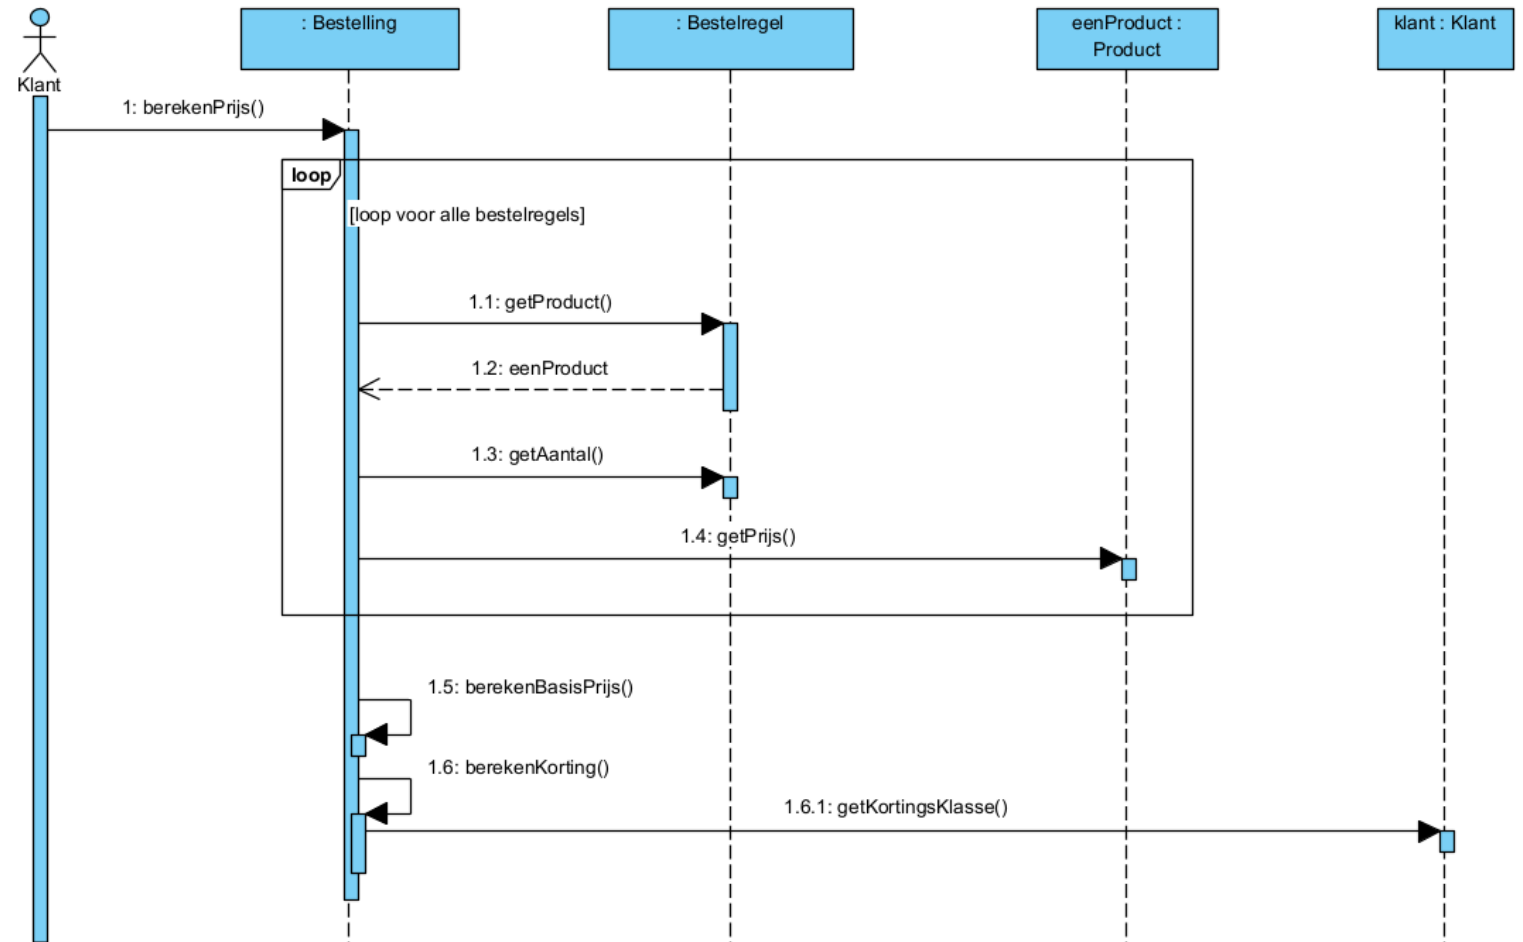 : Bestelling
: Bestelregel
eenProduct :
Product
klant : Klant
Klant
1: berekenPrijs()
loop
[loop voor alle bestelregels]
1.1: getProduct()
1.2: eenProduct
1.3: getAantal()
1.4: getPrijs()
1.5: berekenBasisPrijs()
1.6: berekenKorting()
1.6.1: getKortingsKlasse()